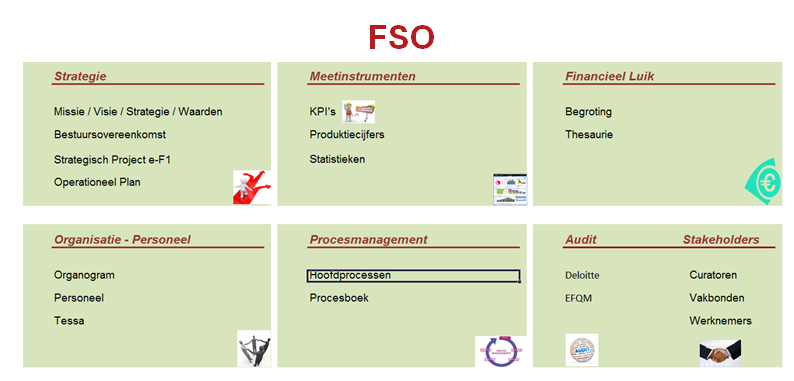 FSO
Strategie
Missie / Visie / Strategie / Waarden
Bestuursovereenkomst
Strategisch Project e-F1
Operationeel Plan
Meetinstrumenten
KPI's
Produktiecijfers
Statistieken
Financieel Luik
Begroting
Thesaurie
€
Organisatie - Personeel
Organogram
Personeel
Tessa
Procesmanagement
Hoofdprocessen
Procesboek
Audit
Deloitte
EFQM
AUDIT
Stakeholders
Curatoren
Vakbonden
Werknemers